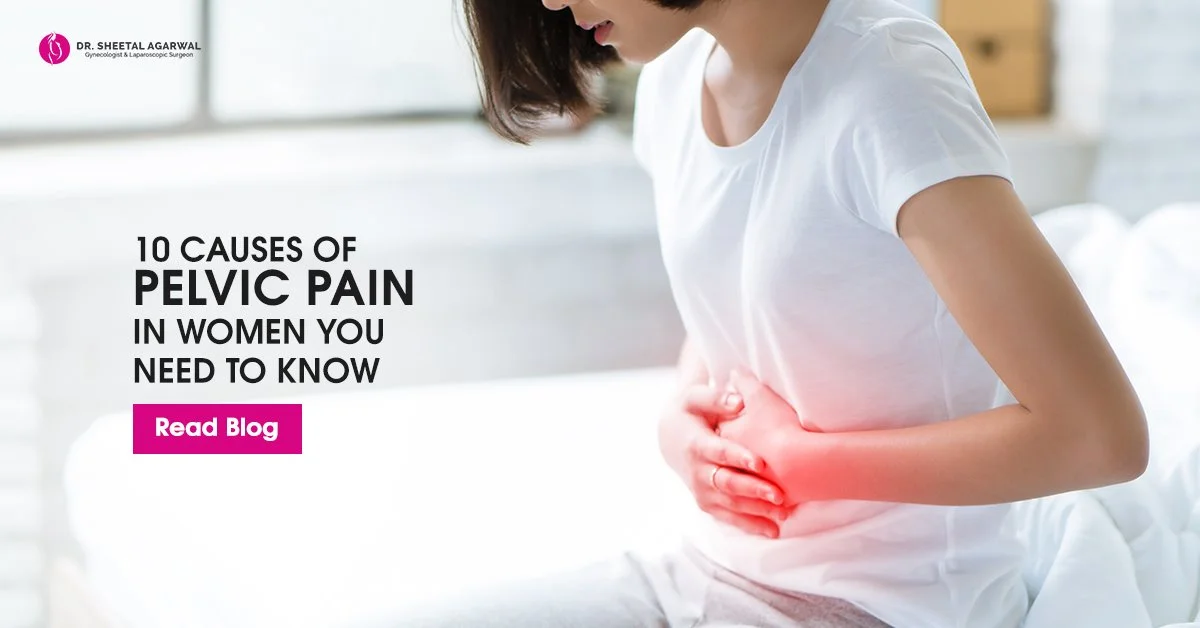 DR. SHEETAL AGARWAL
Gynecologist & Laparoscopic Surgeon
10 CAUSES OF
PELVIC PAIN
IN WOMEN YOU
NEED TO KNOW
Read Blog